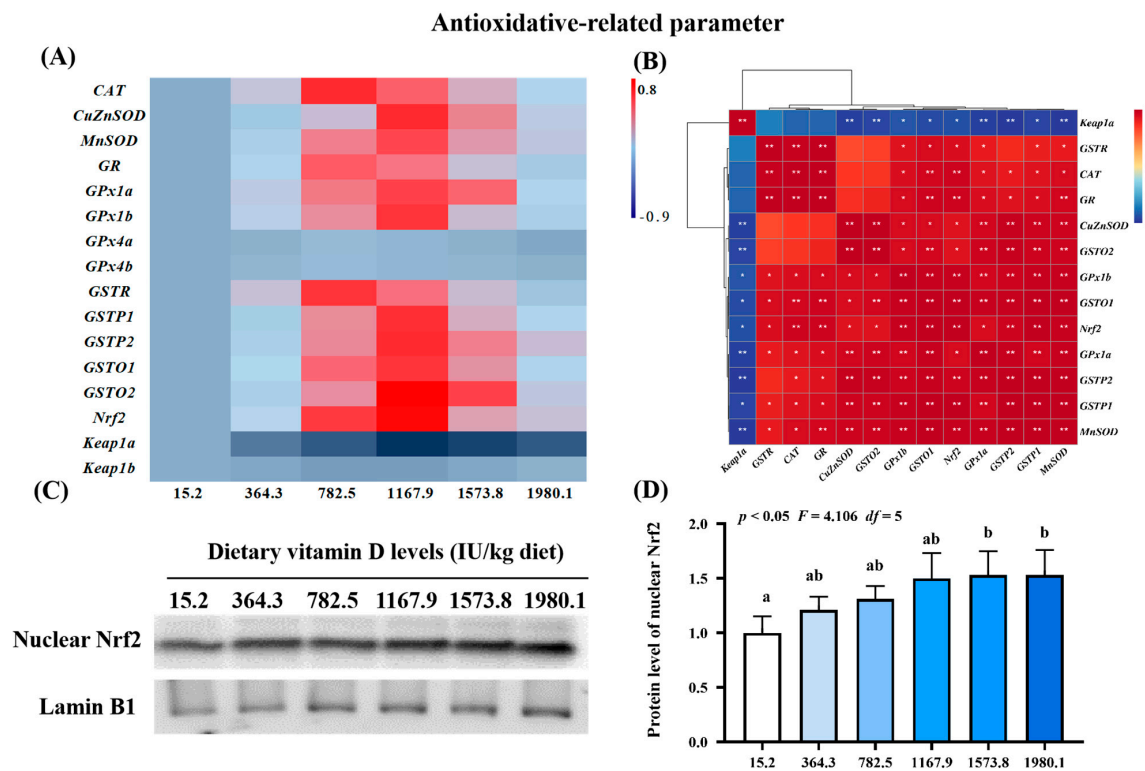 Antioxidative-related parameter
(A)
CAT
CuZnSOD
MnSOD
GR
GPx1a
GPx1b
GPx4a
GPx4b
GSTR
GSTP1
GSTP2
GSTO1
GSTO2
Nrf2
Keap1a
Keap1b
15.2 364.3 782.5 1167.9 1573.8 1980.1
0.8
-0.9
(B)
** ** ** * * * ** ** * ** Keap1a
** ** ** * * * * * * GSTR
** ** ** * ** ** * * * * CAT
** ** ** * ** ** * * ** ** GR
** ** ** * ** * ** ** ** ** CuZnSOD
** ** ** * ** * ** ** ** ** GSTO2
* * * * * * ** ** ** ** ** ** ** GPx1b
* * ** ** * ** ** ** ** ** ** ** ** GSTO1
* * ** ** * * ** ** ** * ** ** ** Nrf2
** * * * ** ** ** ** * ** ** ** ** GPx1a
** * * ** ** ** ** ** ** ** ** ** GSTP2
* * * * ** ** ** ** ** ** ** ** ** GSTP1
** * * ** ** ** ** ** ** ** ** ** ** MnSOD
Keap1a GSTR CAT GR CuZnSOD GSTO2 GPx1b GSTO1 Nrf2 GPx1a GSTP2 GSTP1 MnSOD
(C)
Dietary vitamin D levels (IU/kg diet)
15.2 364.3 782.5 1167.9 1573.8 1980.1
Nuclear Nrf2
Lamin B1
(D)
p < 0.05 F = 4.106 df = 5
Protein level of nuclear Nrf2
2.0
1.5
1.0
0.5
0.0
a ab ab ab b b
15.2 364.3 782.5 1167.9 1573.8 1980.1